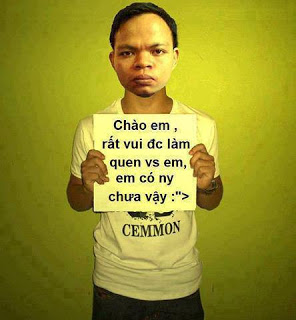 Chào em ,
rất vui đc làm
quen vs em,
em có ny
chưa vậy :">
CEMMON